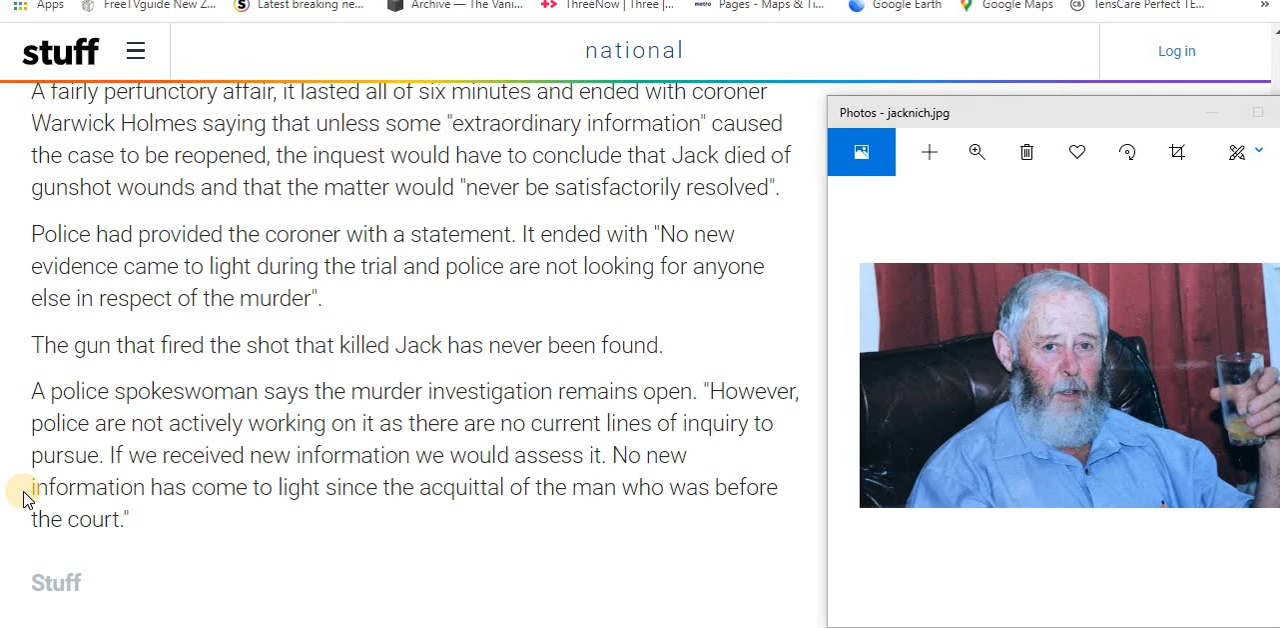 Apps
FreeTVguide New Z...
Latest breaking ne...
Archive — The Vani...
ThreeNow | Three |...
metro Pages - Maps & Ti...
Google Earth
Google Maps
TensCare Perfect TE...
»
stuff
national
Log in
A fairly perfunctory affair, it lasted all of six minutes and ended with coroner
Warwick Holmes saying that unless some "extraordinary information" caused
the case to be reopened, the inquest would have to conclude that Jack died of
gunshot wounds and that the matter would "never be satisfactorily resolved".
Police had provided the coroner with a statement. It ended with "No new
evidence came to light during the trial and police are not looking for anyone
else in respect of the murder".
The gun that fired the shot that killed Jack has never been found.
A police spokeswoman says the murder investigation remains open. "However,
police are not actively working on it as there are no current lines of inquiry to
pursue. If we received new information we would assess it. No new
information has come to light since the acquittal of the man who was before
the court."
Stuff
Photos - jacknich.jpg